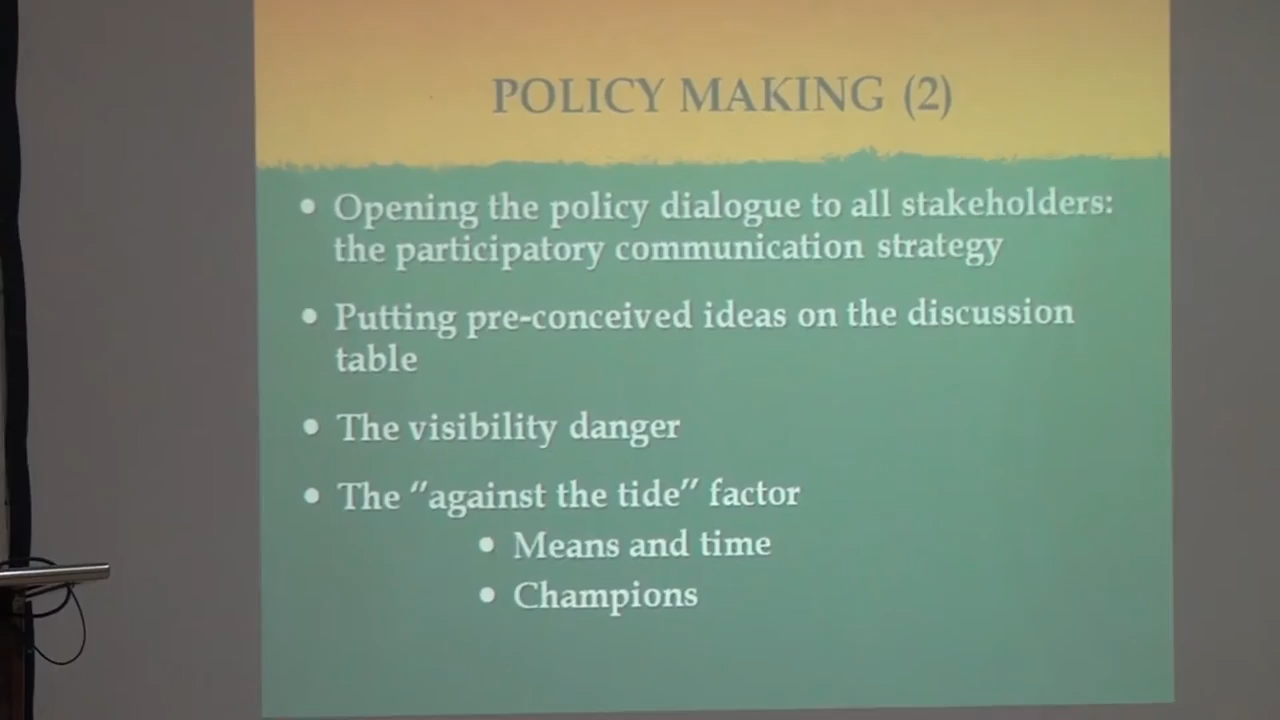 POLICY MAKING (2)
• Opening the policy dialogue to all stakeholders:
the participatory communication strategy
• Putting pre-conceived ideas on the discussion
table
• The visibility danger
• The "against the tide" factor
• Means and time
• Champions